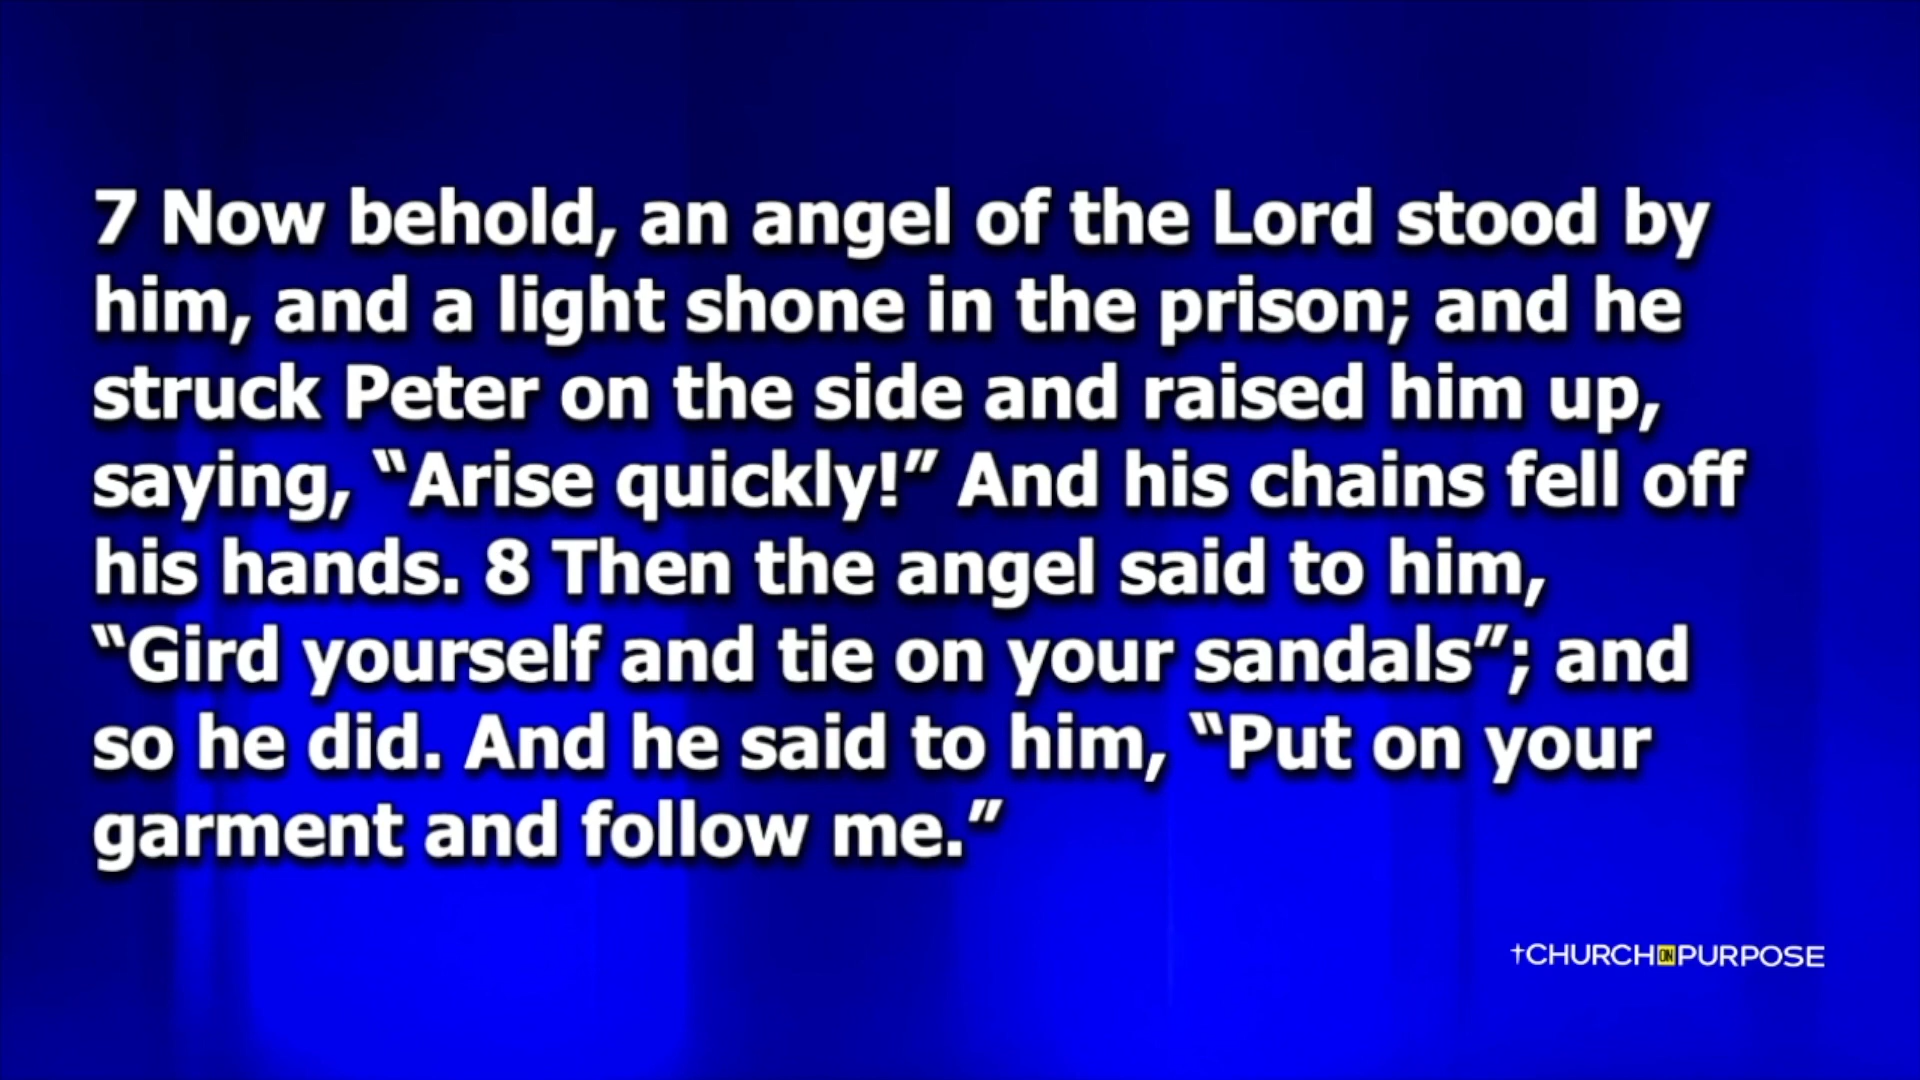 7 Now behold, an angel of the Lord stood by
him, and a light shone in the prison; and he
struck Peter on the side and raised him up,
saying, “Arise quickly!” And his chains fell off
his hands. 8 Then the angel said to him,
“Gird yourself and tie on your sandals”; and
so he did. And he said to him, “Put on your
garment and follow me.”
†CHURCH ON PURPOSE